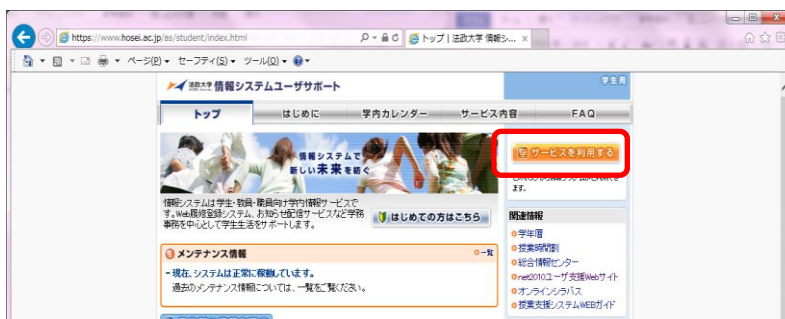 https://www.hosei.ac.jp/as/student/index.html
トップ | 法政大学 情報シ... ×
ページ(P) セーフティ(S) ツール(O)
法政大学 情報システムユーザサポート
学生用
トップ はじめに 学内カレンダー サービス内容 FAQ
情報システムで
新しい未来を紡ぐ
サービスを利用する
ます。
情報システムは学生・教員・職員向け学内情報サービスで
す。Web履修登録システム、お知らせ配信サービスなど学務
事務を中心として学生生活をサポートします。
はじめての方はこちら
関連情報
学年暦
授業時間割
総合情報センター
net2010ユーザ支援Webサイト
オンラインシラバス
授業支援システムWEBガイド
メンテナンス情報
一覧
現在、システムは正常に稼動しています。
過去のメンテナンス情報については、一覧をご覧ください。